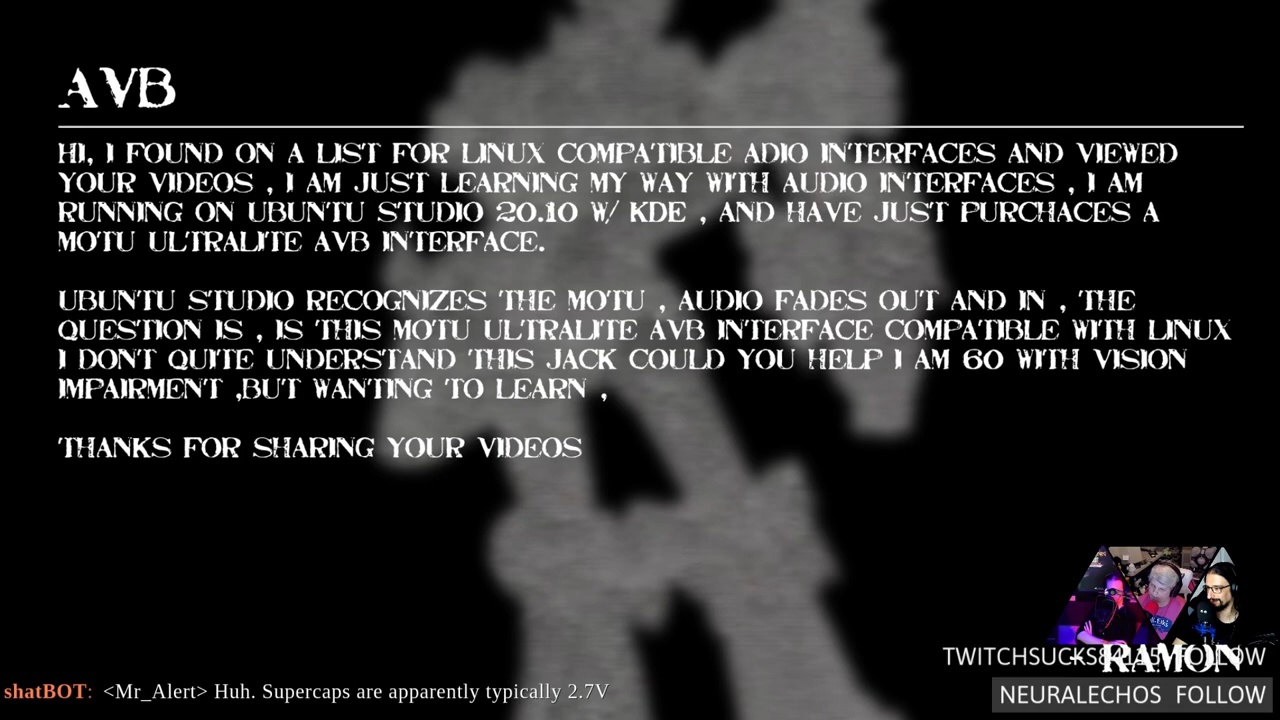 AVB
HI, I FOUND ON A LIST FOR LINUX COMPATIBLE ADIO INTERFACES AND VIEWED
YOUR VIDEOS , I AM JUST LEARNING MY WAY WITH AUDIO INTERFACES , I AM
RUNNING ON UBUNTU STUDIO 20.10 W/ KDE , AND HAVE JUST PURCHACES A
MOTU ULTRALITE AVB INTERFACE.
UBUNTU STUDIO RECOGNIZES THE MOTU , AUDIO FADES OUT AND IN , THE
QUESTION IS , IS THIS MOTU ULTRALITE AVB INTERFACE COMPATIBLE WITH LINUX
I DONT QUITE UNDERSTAND THIS JACK COULD YOU HELP I AM 60 WITH VISION
IMPAIRMENT ,BUT WANTING TO LEARN ,
THANKS FOR SHARING YOUR VIDEOS
RAMON
FOLLOW
NEURALECHOS FOLLOW
shatBOT: <Mr_Alert> Huh. Supercaps are apparently typically 2.7V